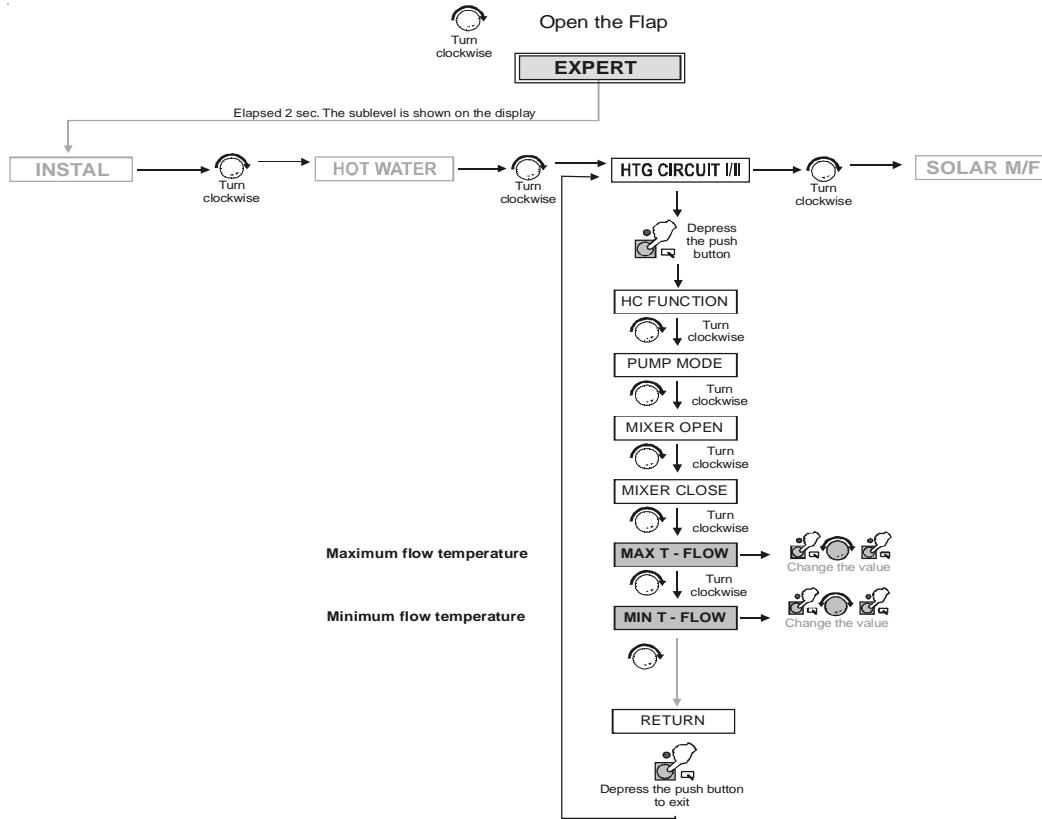 Open the Flap
Turn
clockwise
EXPERT
Elapsed 2 sec. The sublevel is shown on the display
INSTAL
Turn
clockwise
HOT WATER
Turn
clockwise
HTG CIRCUIT I/II
Turn
clockwise
SOLAR M/F
Depress
the push
button
HC FUNCTION
Turn
clockwise
PUMP MODE
Turn
clockwise
MIXER OPEN
Turn
clockwise
MIXER CLOSE
Turn
clockwise
Maximum flow temperature
MAX T - FLOW
Change the value
Turn
clockwise
Minimum flow temperature
MIN T - FLOW
Change the value
RETURN
Depress the push button
to exit